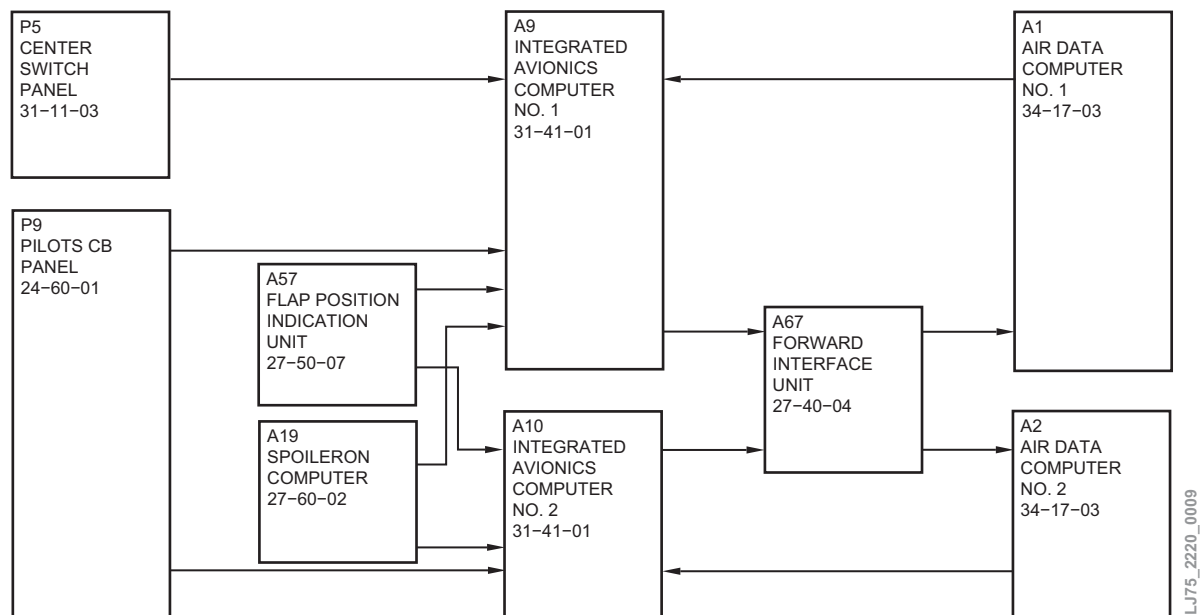 P5
CENTER
SWITCH
PANEL
31−11−03
A9
INTEGRATED
AVIONICS
COMPUTER
NO. 1
31−41−01
A1
AIR DATA
COMPUTER
NO. 1
34−17−03
P9
PILOTS CB
PANEL
24−60−01
A57
FLAP POSITION
INDICATION
UNIT
27−50−07
A67
FORWARD
INTERFACE
UNIT
27−40−04
A19
SPOILERON
COMPUTER
27−60−02
A10
INTEGRATED
AVIONICS
COMPUTER
NO. 2
31−41−01
A2
AIR DATA
COMPUTER
NO. 2
34−17−03
LJ75_2220_0009